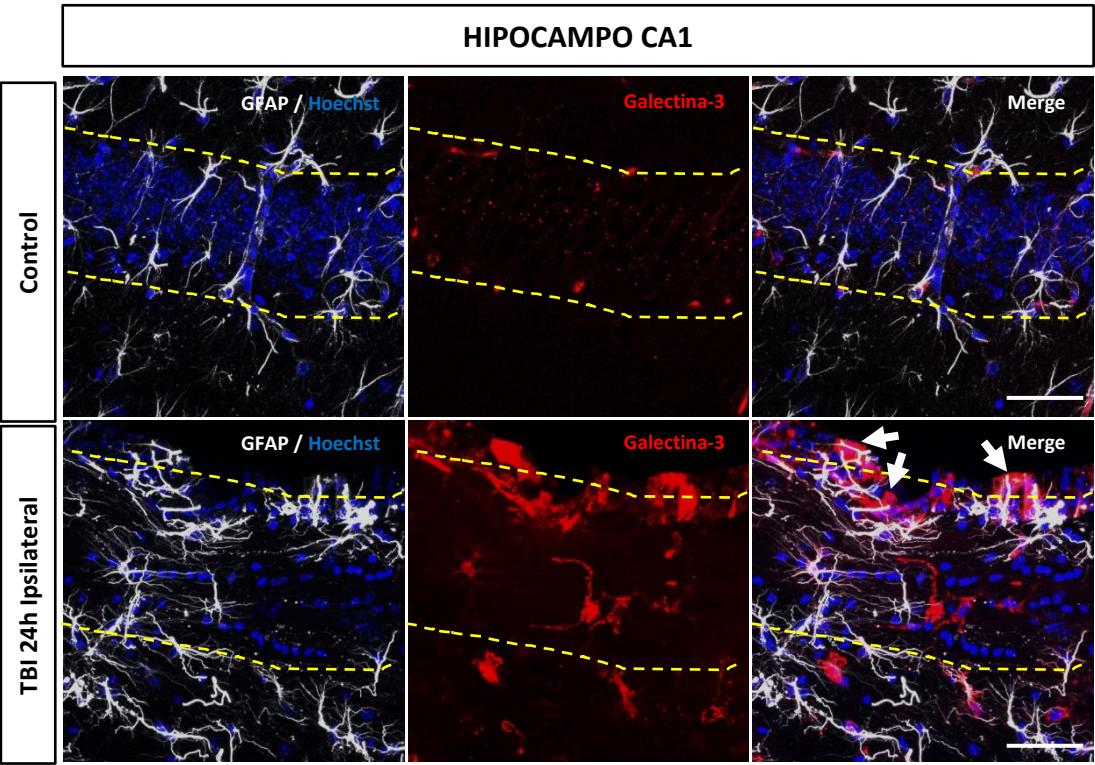 HIPOCAMPO CA1
Control
GFAP / Hoechst
Galectina-3
Merge
TBI 24h Ipsilateral
GFAP / Hoechst
Galectina-3
Merge